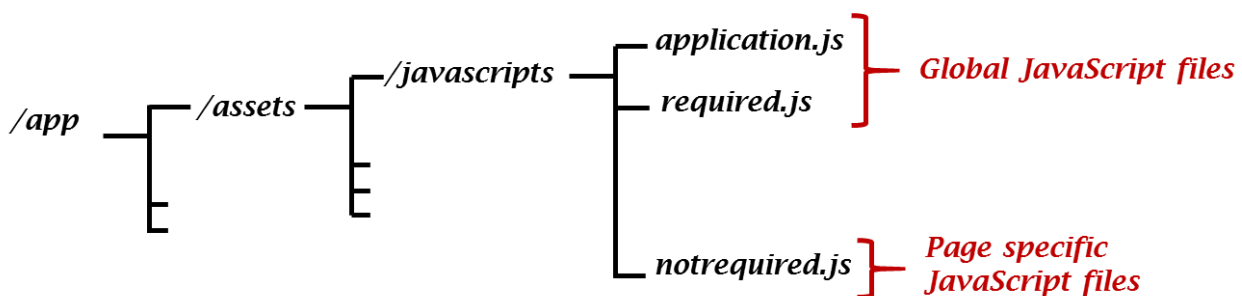 /app
/assets
/javascripts
application.js
required.js
Global JavaScript files
notrequired.js
Page specific
JavaScript files